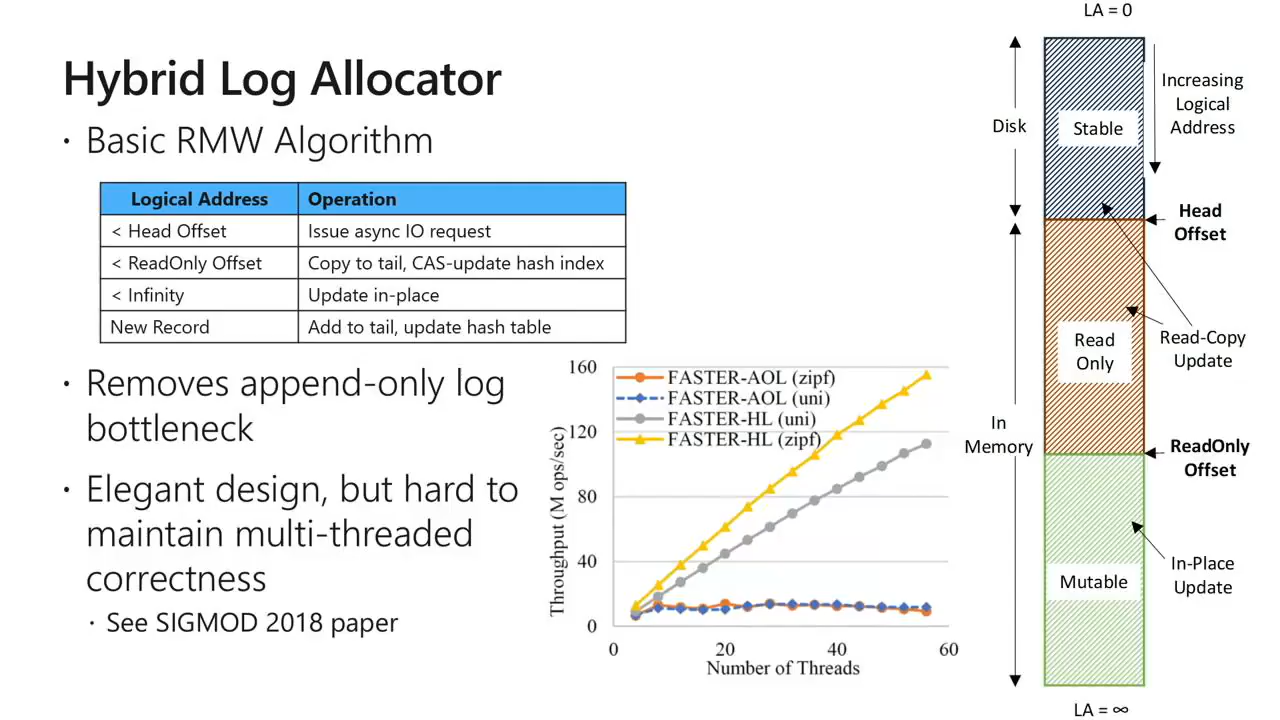 Hybrid Log Allocator
• Basic RMW Algorithm
Logical Address Operation
< Head Offset Issue async IO request
< ReadOnly Offset Copy to tail, CAS-update hash index
< Infinity Update in-place
New Record Add to tail, update hash table
• Removes append-only log
bottleneck
• Elegant design, but hard to
maintain multi-threaded
correctness
• See SIGMOD 2018 paper
160
120
80
40
0
Throughput (M ops/sec)
FASTER-AOL (zipf)
FASTER-AOL (uni)
FASTER-HL (uni)
FASTER-HL (zipf)
0 20 40 60
Number of Threads
LA = 0
Disk
Stable
Increasing
Logical
Address
Head
Offset
In
Memory
Read
Only
Read-Copy
Update
ReadOnly
Offset
Mutable
In-Place
Update
LA = ∞